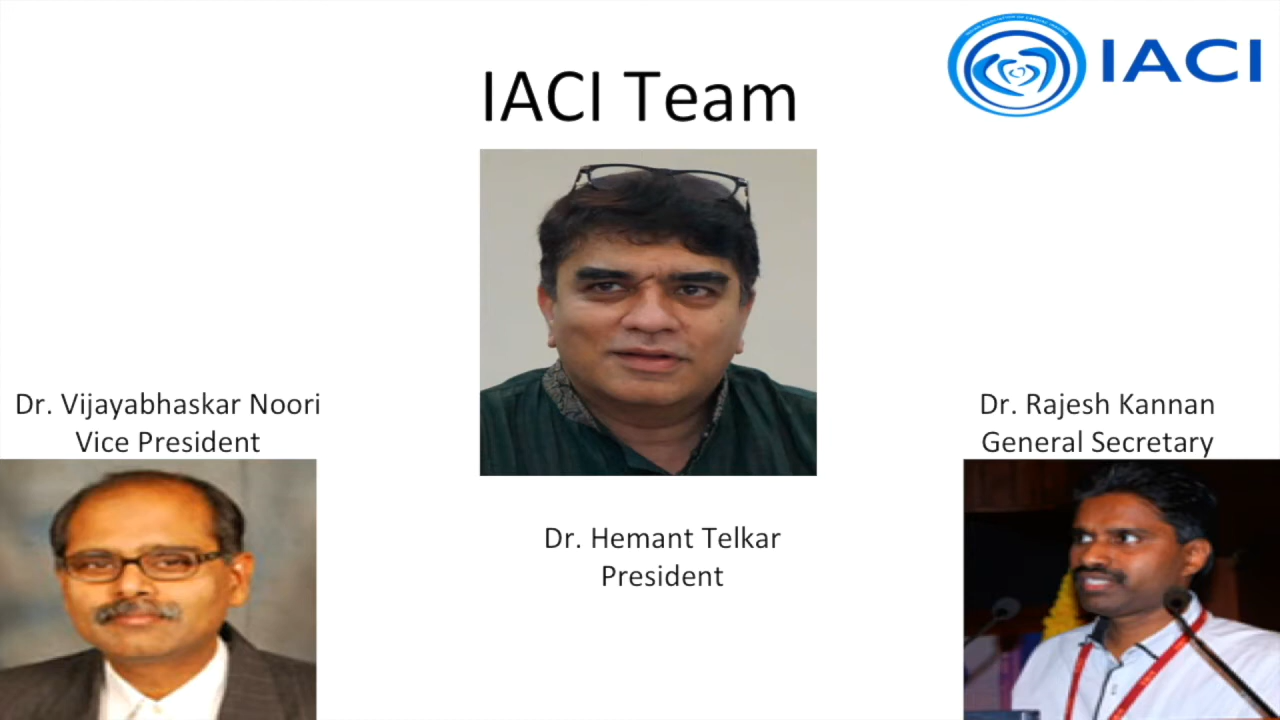 IACI
IACI Team
Dr. Vijayabhaskar Noori
Vice President
Dr. Rajesh Kannan
General Secretary
Dr. Hemant Telkar
President